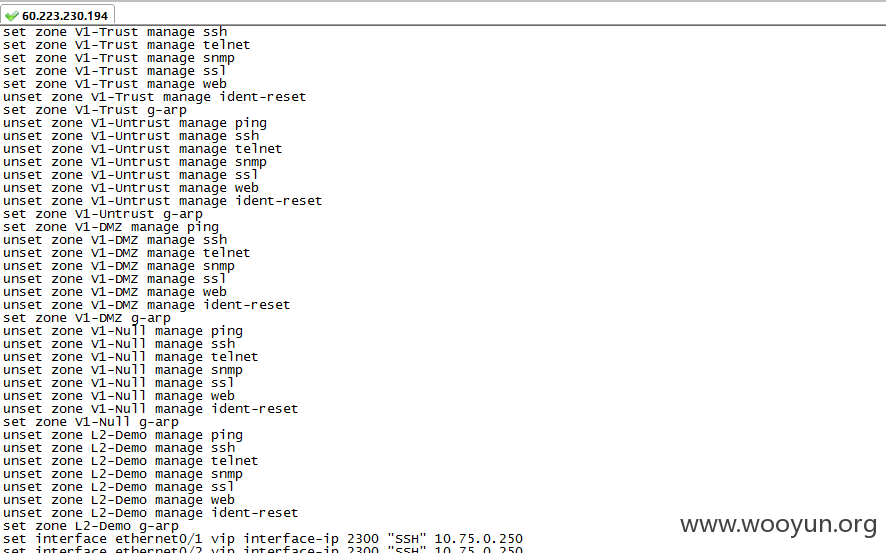 60.223.230.194
set zone V1-Trust manage ssh
set zone V1-Trust manage telnet
set zone V1-Trust manage snmp
set zone V1-Trust manage ssl
set zone V1-Trust manage web
unset zone V1-Trust manage ident-reset
set zone V1-Trust g-arp
unset zone V1-Untrust manage ping
unset zone V1-Untrust manage ssh
unset zone V1-Untrust manage telnet
unset zone V1-Untrust manage snmp
unset zone V1-Untrust manage ssl
unset zone V1-Untrust manage web
unset zone V1-Untrust manage ident-reset
set zone V1-Untrust g-arp
set zone V1-DMZ manage ping
unset zone V1-DMZ manage ssh
unset zone V1-DMZ manage telnet
unset zone V1-DMZ manage snmp
unset zone V1-DMZ manage ssl
unset zone V1-DMZ manage web
unset zone V1-DMZ manage ident-reset
set zone V1-DMZ g-arp
unset zone V1-Null manage ping
unset zone V1-Null manage ssh
unset zone V1-Null manage telnet
unset zone V1-Null manage snmp
unset zone V1-Null manage ssl
unset zone V1-Null manage web
unset zone V1-Null manage ident-reset
set zone V1-Null g-arp
unset zone L2-Demo manage ping
unset zone L2-Demo manage ssh
unset zone L2-Demo manage telnet
unset zone L2-Demo manage snmp
unset zone L2-Demo manage ssl
unset zone L2-Demo manage web
unset zone L2-Demo manage ident-reset
set zone L2-Demo g-arp
set interface ethernet0/1 vip interface-ip 2300 "SSH" 10.75.0.250
set interface ethernet0/2 vip interface-ip 2300 "SSH" 10.75.0.250
www.wooyun.org